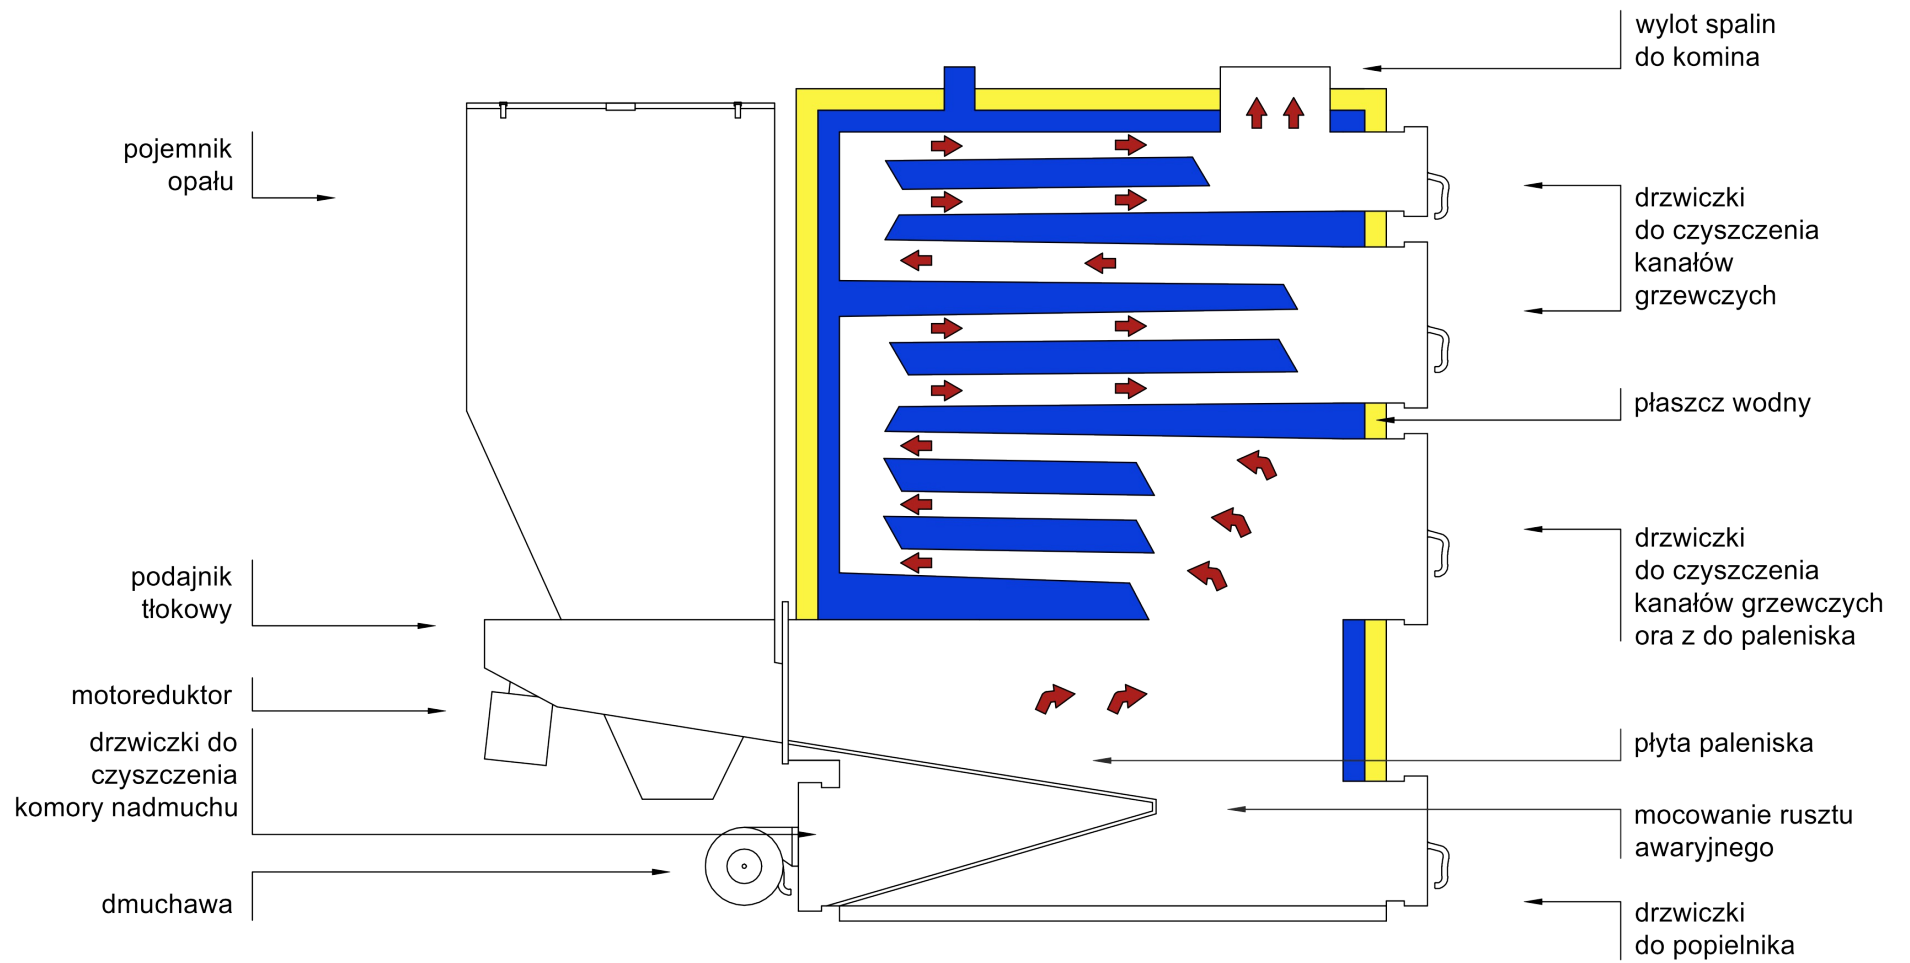 wylot spalin
do komina
pojemnik
opału
drzwiczki
do czyszczenia
kanałów
grzewczych
płaszcz wodny
drzwiczki
do czyszczenia
kanałów grzewczych
ora z do paleniska
podajnik
tłokowy
motoreduktor
drzwiczki do
czyszczenia
komory nadmuchu
płyta paleniska
mocowanie rusztu
awaryjnego
dmuchawa
drzwiczki
do popielnika